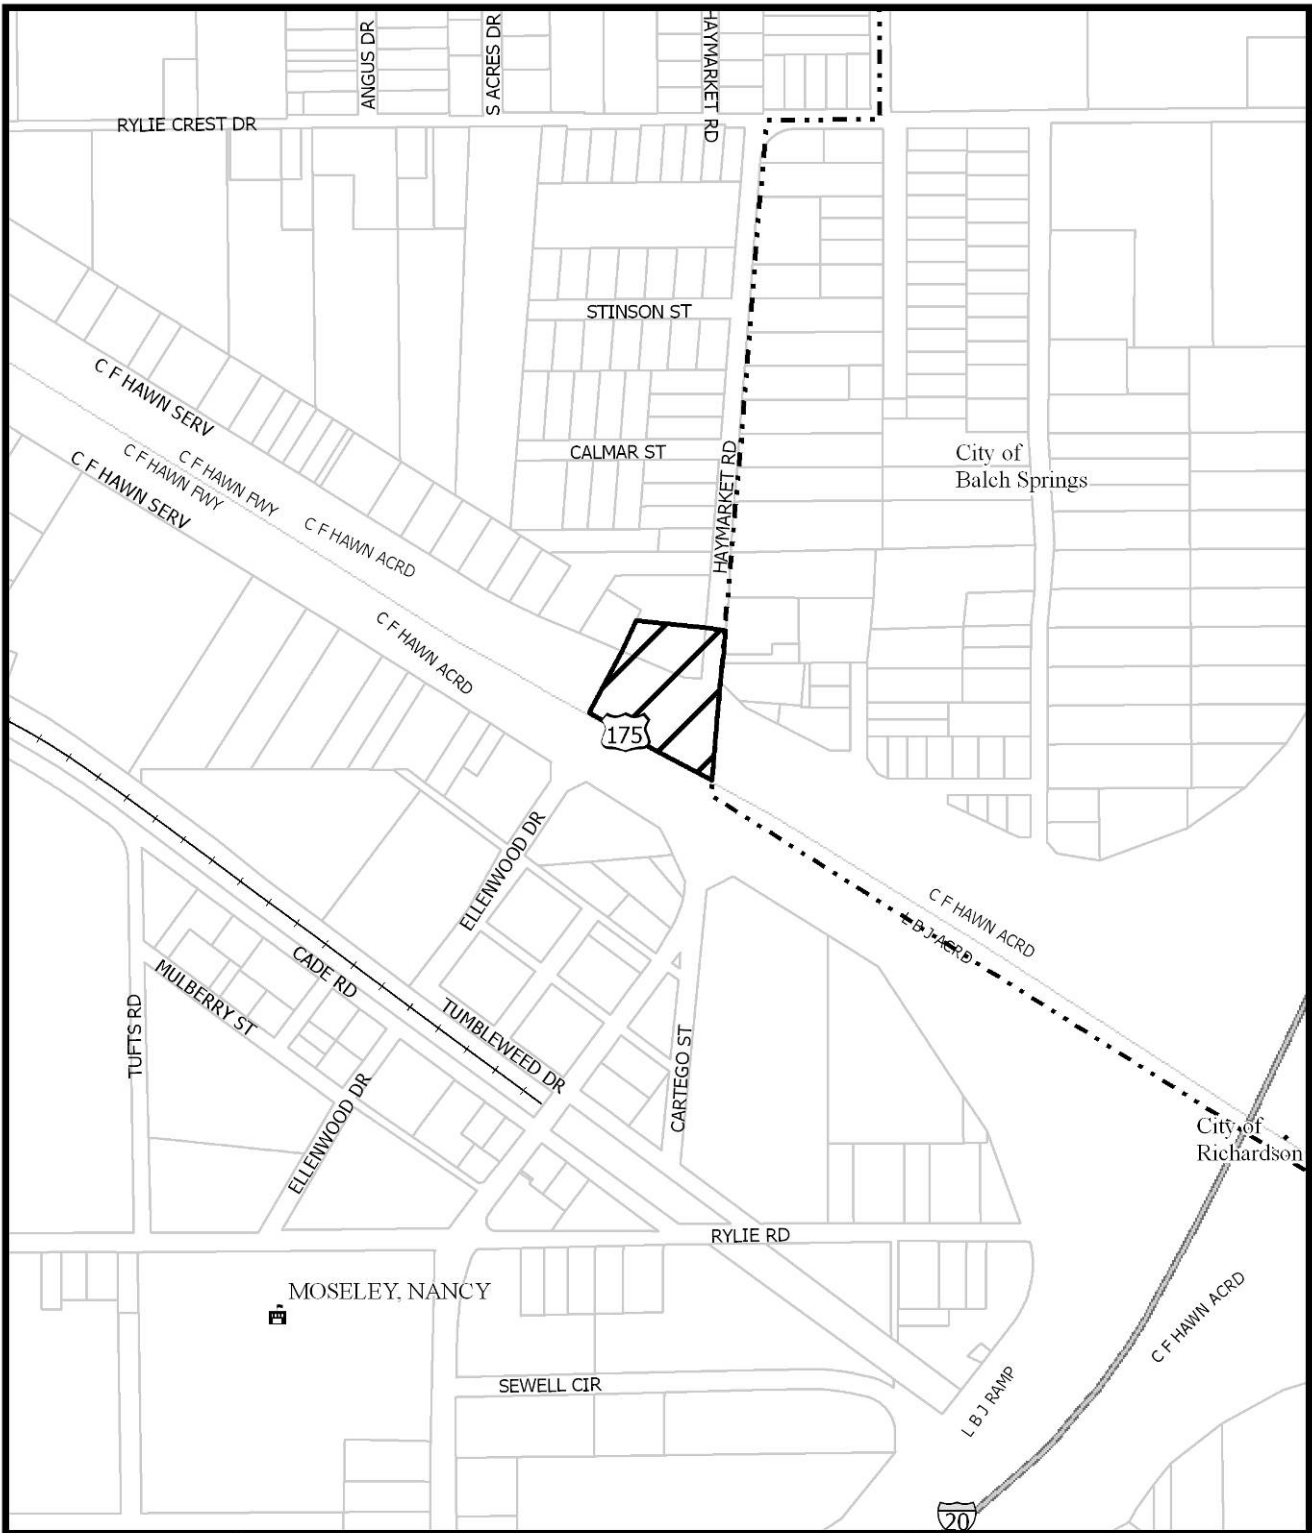 ANGUS DR
S ACRES DR
HAYMARKET RD
RYLIE CREST DR
STINSON ST
C F HAWN SERV
CALMAR ST
HAYMARKET RD
City of
Balch Springs
C F HAWN FWY
C F HAWN FWY
C F HAWN SERV
C F HAWN ACRD
C F HAWN ACRD
175
ELLENWOOD DR
C F HAWN ACRD
L B J ACRD
CADE RD
MULBERRY ST
TUMBLEWEED DR
TUFTS RD
CARTEGO ST
ELLENWOOD DR
City of
Richardson
RYLIE RD
MOSELEY, NANCY
C F HAWN ACRD
SEWELL CIR
L B J RAMP
20